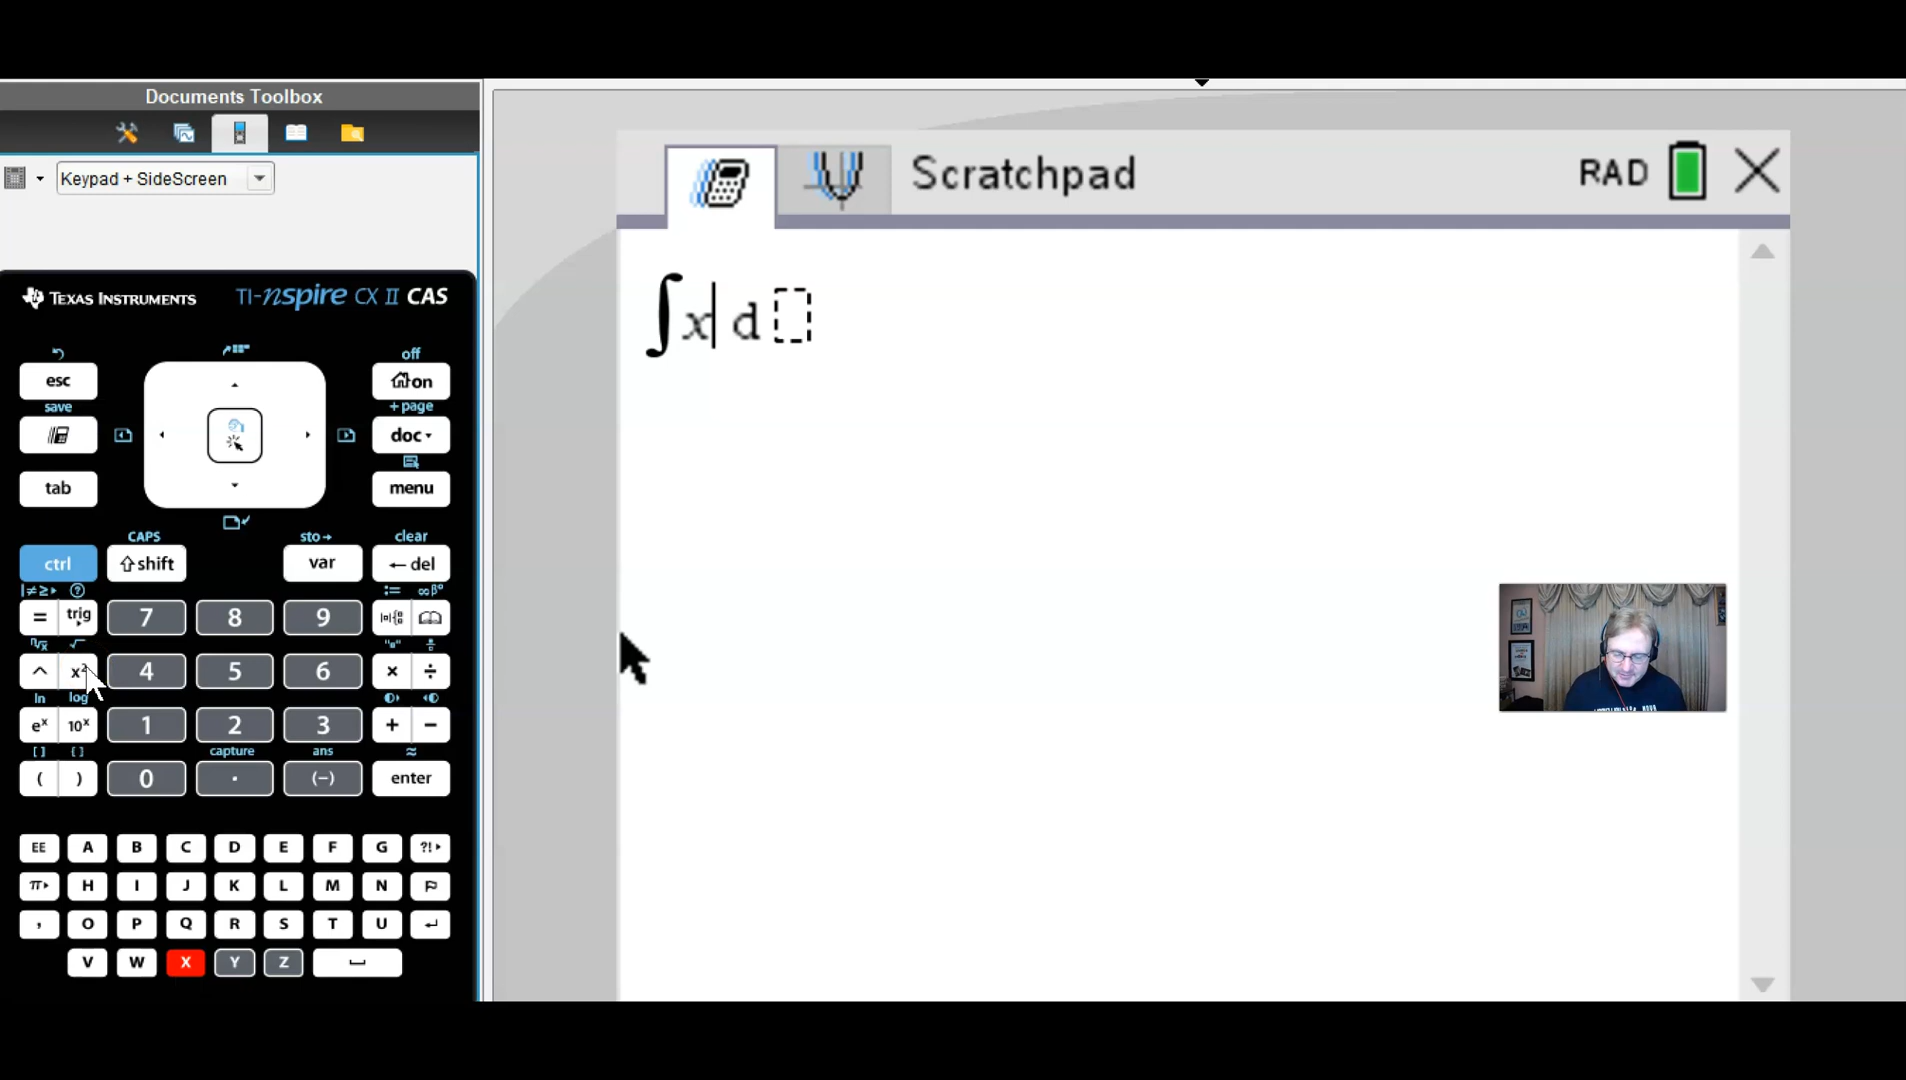 Documents Toolbox
Keypad + SideScreen
Scratchpad
RAD
∫x d
TEXAS INSTRUMENTS TI-nspire CX II CAS
off
esc
on
save
+ page
doc
tab
menu
CAPS
sto→
clear
ctrl
⇧shift
var
←del
|≠≥▸
:=
∞β°
=
trig
7
8
9
ⁿ√x
√
^
x²
4
5
6
×
÷
ln
log
eˣ
10ˣ
1
2
3
+
−
[ ]
{ }
capture
ans
≈
(
)
0
.
(−)
enter
EE
A
B
C
D
E
F
G
?!▸
π▸
H
I
J
K
L
M
N
,
O
P
Q
R
S
T
U
V
W
X
Y
Z